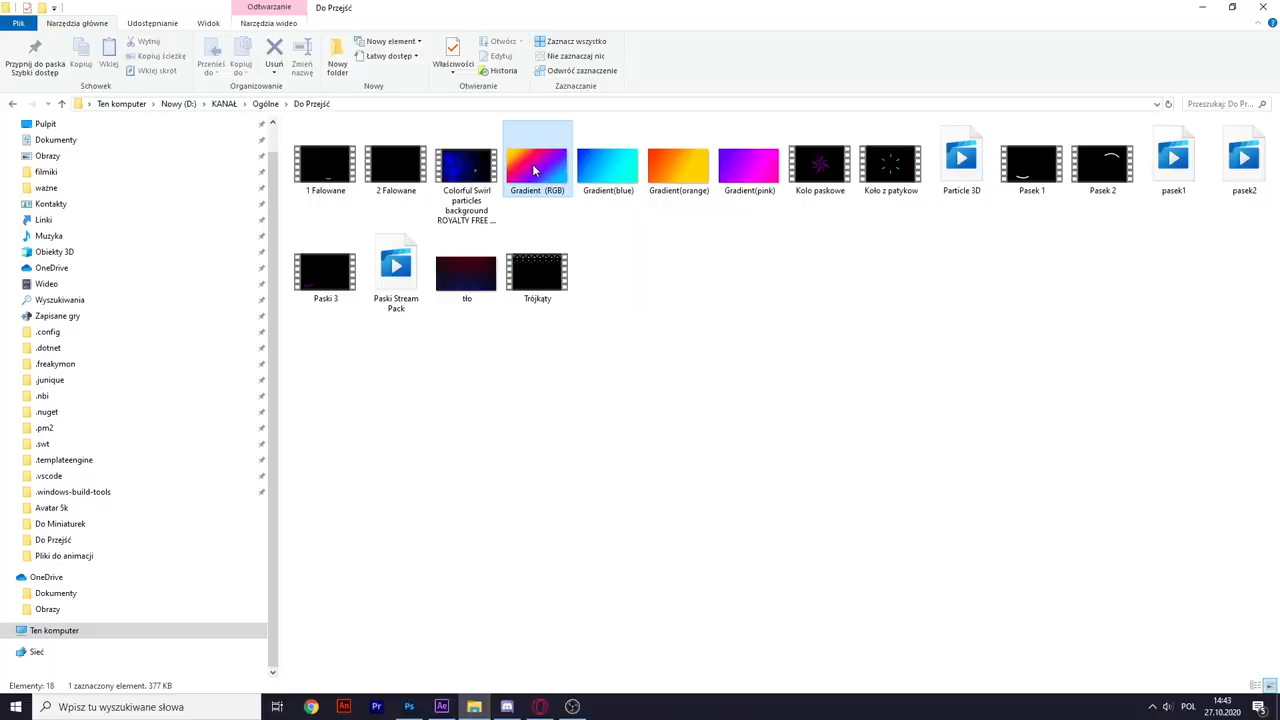 Odtwarzanie
Do Przejść
Plik
Narzędzia główne
Udostępnianie
Widok
Narzędzia wideo
Przypnij do paska
Szybki dostęp
Kopiuj
Wklej
Wytnij
Kopiuj ścieżkę
Wklej skrót
Schowek
Przenieś
do
Kopiuj
do
Usuń
Zmień
nazwę
Organizowanie
Nowy
folder
Nowy element
Łatwy dostęp
Nowy
Właściwości
Otwórz
Edytuj
Historia
Otwieranie
Zaznacz wszystko
Nie zaznaczaj nic
Odwróć zaznaczenie
Zaznaczanie
Ten komputer
Nowy (D:)
KANAŁ
Ogólne
Do Przejść
Przeszukaj: Do Pr...
Pulpit
Dokumenty
Obrazy
filmiki
ważne
Kontakty
Linki
Muzyka
Obiekty 3D
OneDrive
Wideo
Wyszukiwania
Zapisane gry
.config
.dotnet
.freakymon
.junique
.nbi
.nuget
.pm2
.swt
.templateengine
.vscode
.windows-build-tools
Avatar 5k
Do Miniaturek
Do Przejść
Pliki do animacji
OneDrive
Dokumenty
Obrazy
Ten komputer
Sieć
1 Falowane
2 Falowane
Colorful Swirl
particles
background
ROYALTY FREE ...
Gradient (RGB)
Gradient(blue)
Gradient(orange)
Gradient(pink)
Kolo paskowe
Koło z patykow
Particle 3D
Pasek 1
Pasek 2
pasek1
pasek2
Paski 3
Paski Stream
Pack
tło
Trójkąty
Elementy: 18
1 zaznaczony element. 377 KB
Wpisz tu wyszukiwane słowa
An
Pr
Ps
Ae
POL
14:43
27.10.2020
5